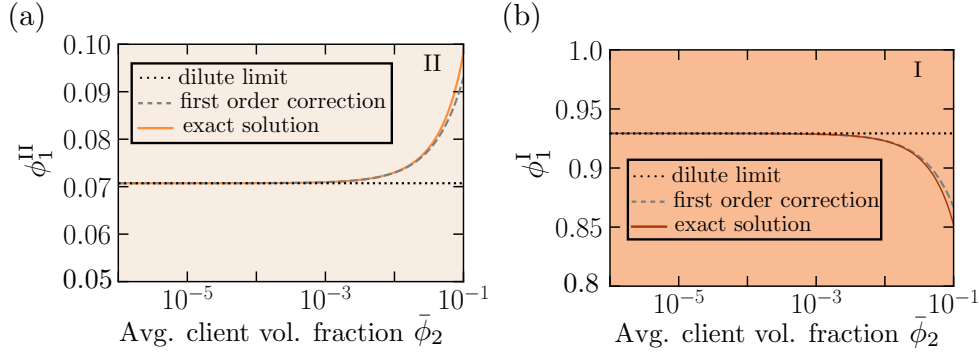 (a)
0.10
0.09
0.08
0.07
0.06
0.05
ϕ₁ᴵᴵ
II
dilute limit
first order correction
exact solution
10⁻⁵
10⁻³
10⁻¹
Avg. client vol. fraction ϕ̄₂
(b)
1.0
0.95
0.9
0.85
0.8
ϕ₁ᴵ
I
dilute limit
first order correction
exact solution
10⁻⁵
10⁻³
10⁻¹
Avg. client vol. fraction ϕ̄₂